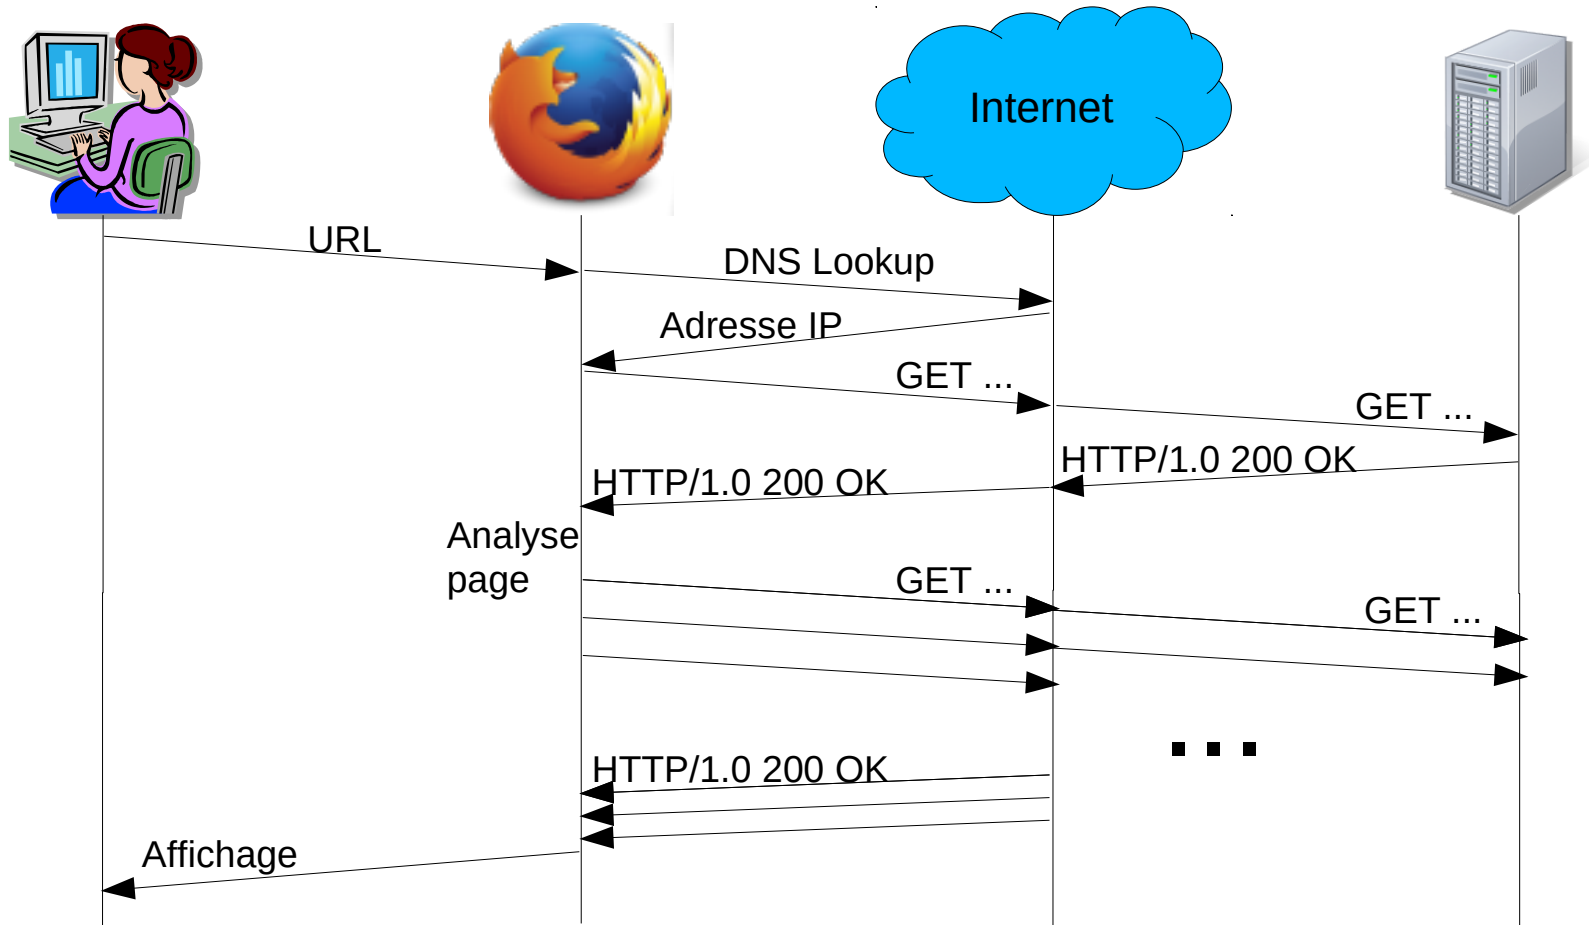 Internet
URL
DNS Lookup
Adresse IP
GET ...
GET ...
HTTP/1.0 200 OK
HTTP/1.0 200 OK
Analyse
page
GET ...
GET ...
...
HTTP/1.0 200 OK
Affichage